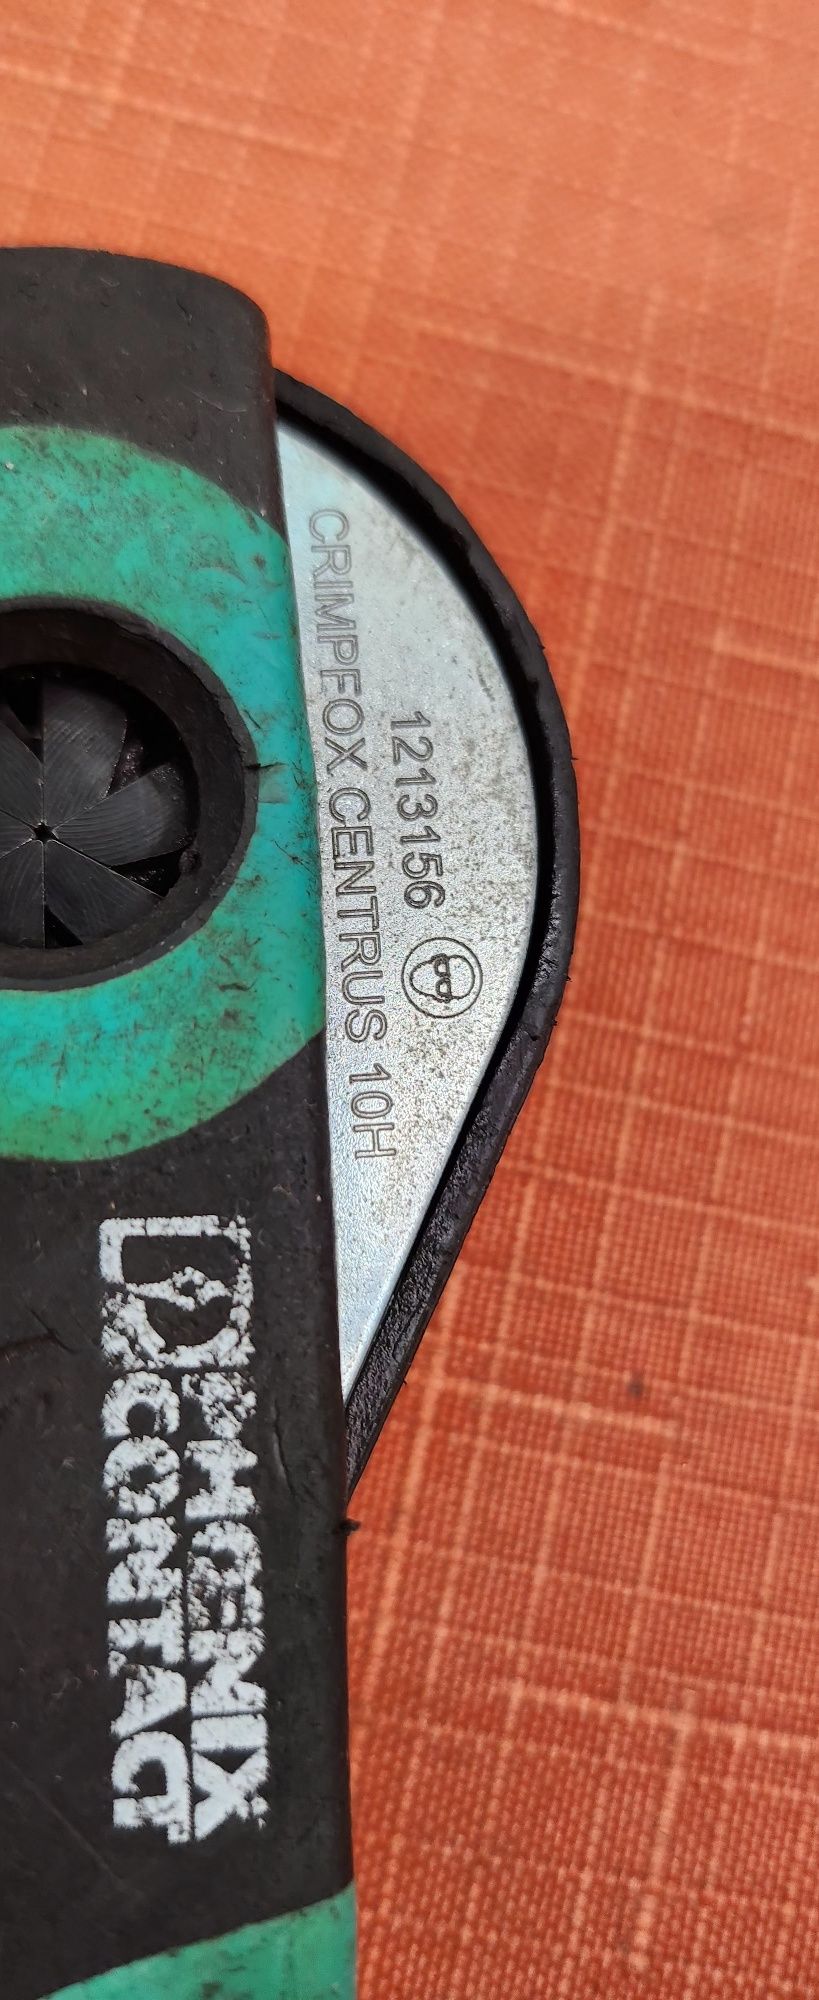 1213156
CRIMPFOX CENTRUS 10H
PHOENIX
CONTACT